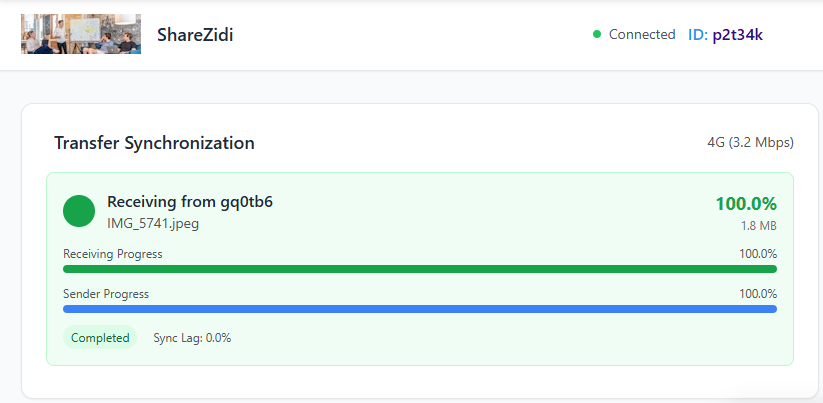 ShareZidi
Connected ID: p2t34k
Transfer Synchronization
4G (3.2 Mbps)
Receiving from gq0tb6
100.0%
IMG_5741.jpeg
1.8 MB
Receiving Progress
100.0%
Sender Progress
100.0%
Completed
Sync Lag: 0.0%